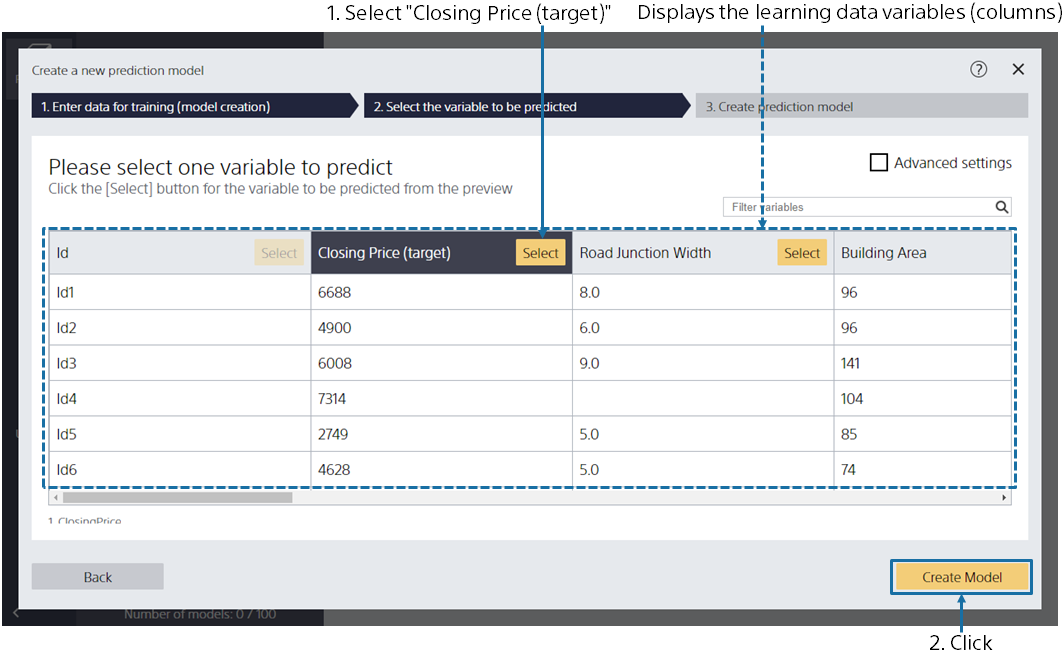 1. Select "Closing Price (target)" Displays the learning data variables (columns)
Create a new prediction model
1. Enter data for training (model creation) 2. Select the variable to be predicted 3. Create prediction model
Please select one variable to predict
Advanced settings
Click the [Select] button for the variable to be predicted from the preview
Filter variables
Id Select Closing Price (target) Select Road Junction Width Select Building Area
Id1 6688 8.0 96
Id2 4900 6.0 96
Id3 6008 9.0 141
Id4 7314 104
Id5 2749 5.0 85
Id6 4628 5.0 74
1. ClosingPrice
Back Create Model
Number of models: 0 / 100
2. Click